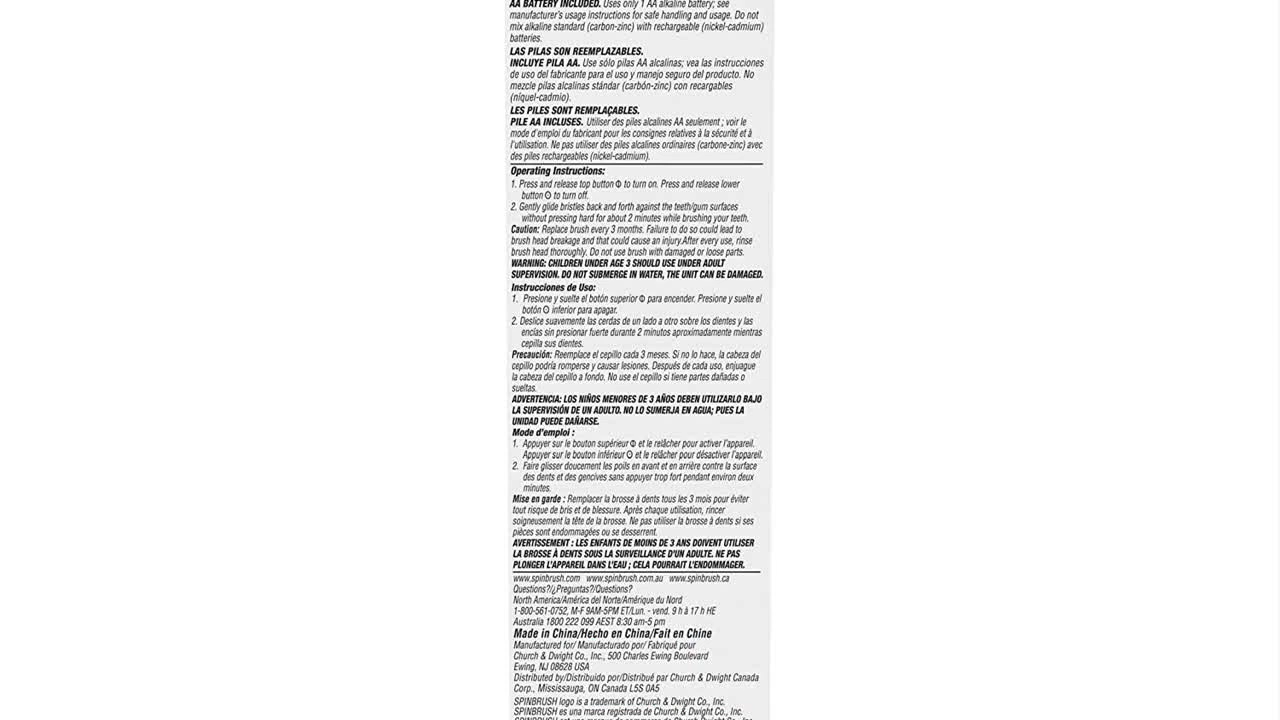 AA BATTERY INCLUDED. Uses only 1 AA alkaline battery; see
manufacturer's usage instructions for safe handling and usage. Do not
mix alkaline standard (carbon-zinc) with rechargeable (nickel-cadmium)
batteries.
LAS PILAS SON REEMPLAZABLES.
INCLUYE PILA AA. Use sólo pilas AA alcalinas; vea las instrucciones
de uso del fabricante para el uso y manejo seguro del producto. No
mezcle pilas alcalinas stándar (carbón-zinc) con recargables
(níquel-cadmio).
LES PILES SONT REMPLAÇABLES.
PILE AA INCLUSES. Utiliser des piles alcalines AA seulement ; voir le
mode d'emploi du fabricant pour les consignes relatives à la sécurité et à
l'utilisation. Ne pas utiliser des piles alcalines ordinaires (carbone-zinc) avec
des piles rechargeables (nickel-cadmium).
Operating Instructions:
1. Press and release top button to turn on. Press and release lower
button to turn off.
2. Gently glide bristles back and forth against the teeth/gum surfaces
without pressing hard for about 2 minutes while brushing your teeth.
Caution: Replace brush every 3 months. Failure to do so could lead to
brush head breakage and that could cause an injury.After every use, rinse
brush head thoroughly. Do not use brush with damaged or loose parts.
WARNING: CHILDREN UNDER AGE 3 SHOULD USE UNDER ADULT
SUPERVISION. DO NOT SUBMERGE IN WATER, THE UNIT CAN BE DAMAGED.
Instrucciones de Uso:
1. Presione y suelte el botón superior para encender. Presione y suelte el
botón inferior para apagar.
2. Deslice suavemente las cerdas de un lado a otro sobre los dientes y las
encías sin presionar fuerte durante 2 minutos aproximadamente mientras
cepilla sus dientes.
Precaución: Reemplace el cepillo cada 3 meses. Si no lo hace, la cabeza del
cepillo podría romperse y causar lesiones. Después de cada uso, enjuague
la cabeza del cepillo a fondo. No use el cepillo si tiene partes dañadas o
sueltas.
ADVERTENCIA: LOS NIÑOS MENORES DE 3 AÑOS DEBEN UTILIZARLO BAJO
LA SUPERVISIÓN DE UN ADULTO. NO LO SUMERJA EN AGUA; PUES LA
UNIDAD PUEDE DAÑARSE.
Mode d'emploi :
1. Appuyer sur le bouton supérieur et le relâcher pour activer l'appareil.
Appuyer sur le bouton inférieur et le relâcher pour désactiver l'appareil.
2. Faire glisser doucement les poils en avant et en arrière contre la surface
des dents et des gencives sans appuyer trop fort pendant environ deux
minutes.
Mise en garde : Remplacer la brosse à dents tous les 3 mois pour éviter
tout risque de bris et de blessure. Après chaque utilisation, rincer
soigneusement la tête de la brosse. Ne pas utiliser la brosse à dents si ses
pièces sont endommagées ou se desserrent.
AVERTISSEMENT : LES ENFANTS DE MOINS DE 3 ANS DOIVENT UTILISER
LA BROSSE À DENTS SOUS LA SURVEILLANCE D'UN ADULTE. NE PAS
PLONGER L'APPAREIL DANS L'EAU ; CELA POURRAIT L'ENDOMMAGER.
www.spinbrush.com www.spinbrush.com.au www.spinbrush.ca
Questions?/¿Preguntas?/Questions?
North America/América del Norte/Amérique du Nord
1-800-561-0752, M-F 9AM-5PM ET/Lun. - vend. 9 h à 17 h HE
Australia 1800 222 099 AEST 8:30 am-5 pm
Made in China/Hecho en China/Fait en Chine
Manufactured for/ Manufacturado por/ Fabriqué pour
Church & Dwight Co., Inc., 500 Charles Ewing Boulevard
Ewing, NJ 08628 USA
Distributed by/Distribuido por/Distribué par Church & Dwight Canada
Corp., Mississauga, ON Canada L5S 0A5
SPINBRUSH logo is a trademark of Church & Dwight Co., Inc.
SPINBRUSH es una marca registrada de Church & Dwight Co., Inc.